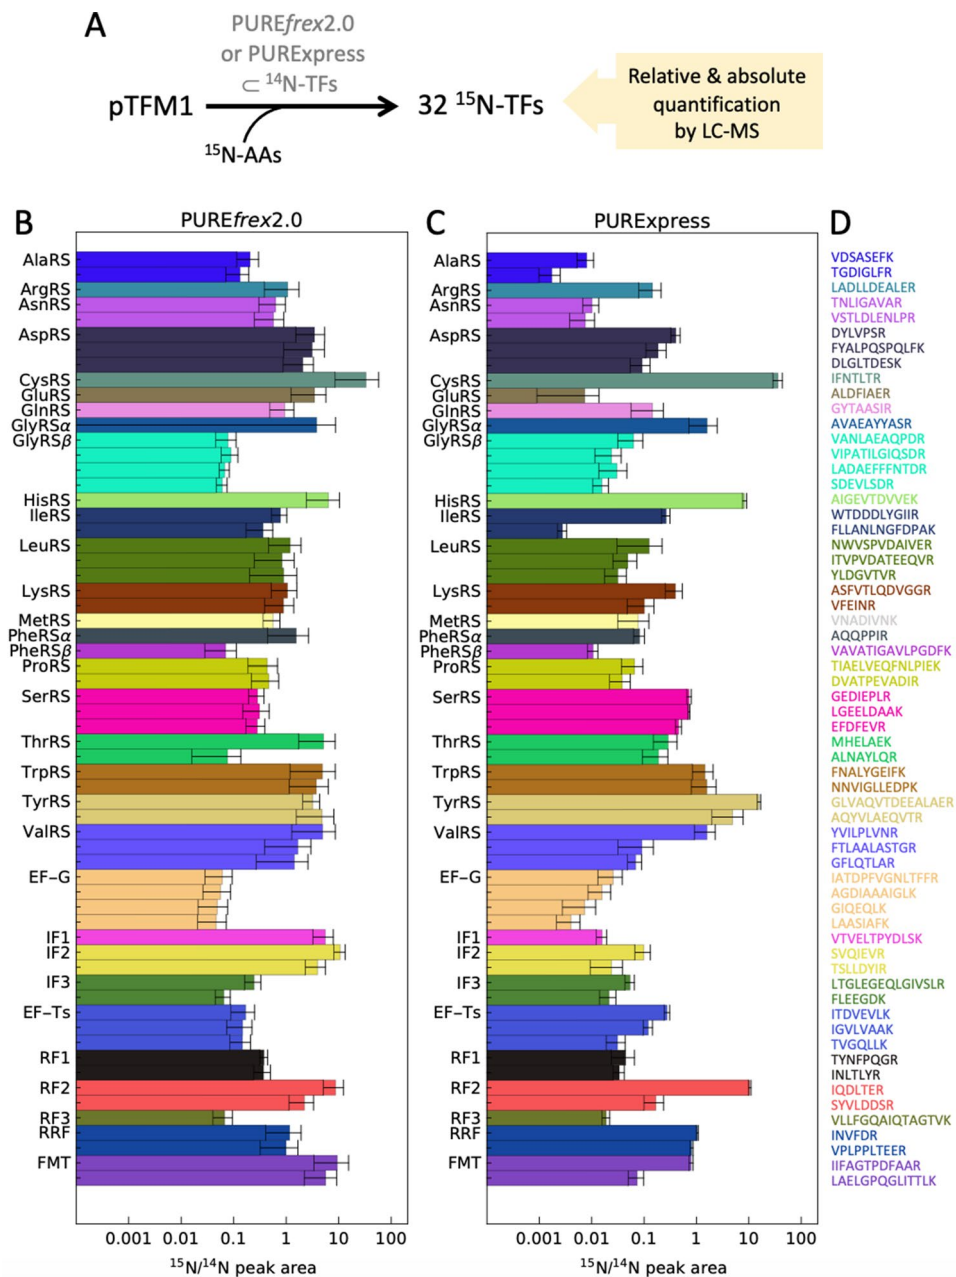 A
PUREfrex2.0
or PURExpress
⊂ ¹⁴N-TFs
pTFM1
32 ¹⁵N-TFs
¹⁵N-AAs
Relative & absolute
quantification
by LC-MS
B
PUREfrex2.0
AlaRS
ArgRS
AsnRS
AspRS
CysRS
GluRS
GlnRS
GlyRSα
GlyRSβ
HisRS
IleRS
LeuRS
LysRS
MetRS
PheRSα
PheRSβ
ProRS
SerRS
ThrRS
TrpRS
TyrRS
ValRS
EF–G
IF1
IF2
IF3
EF–Ts
RF1
RF2
RF3
RRF
FMT
0.001 0.01 0.1 1 10 100
¹⁵N/¹⁴N peak area
C
PURExpress
AlaRS
ArgRS
AsnRS
AspRS
CysRS
GluRS
GlnRS
GlyRSα
GlyRSβ
HisRS
IleRS
LeuRS
LysRS
MetRS
PheRSα
PheRSβ
ProRS
SerRS
ThrRS
TrpRS
TyrRS
ValRS
EF–G
IF1
IF2
IF3
EF–Ts
RF1
RF2
RF3
RRF
FMT
0.001 0.01 0.1 1 10 100
¹⁵N/¹⁴N peak area
D
VDSASEFK
TGDIGLFR
LADLLDEALER
TNLIGAVAR
VSTLDLENLPR
DYLVPSR
FYALPQSPQLFK
DLGLTDESK
IFNTLTR
ALDFIAER
GYTAASIR
AVAEAYYASR
VANLAEAQPDR
VIPATILGIQSDR
LADAEFFFNTDR
SDEVLSDR
AIGEVTDVVEK
WTDDDLYGIIR
FLLANLNGFDPAK
NWVSPVDAIVER
ITVPVDATEEQVR
YLDGVTVR
ASFVTLQDVGGR
VFEINR
VNADIVNK
AQQPPIR
VAVATIGAVLPGDFK
TIAELVEQFNLPIEK
DVATPEVADIR
GEDIEPLR
LGEELDAAK
EFDFEVR
MHELAEK
ALNAYLQR
FNALYGEIFK
NNVIGLLEDPK
GLVAQVTDEEALAER
AQYVLAEQVTR
YVILPLVNR
FTLAALASTGR
GFLQTLAR
IATDPFVGNLTFFR
AGDIAAAIGLK
GIQEQLK
LAASIAFK
VTVELTPYDLSK
SVQIEVR
TSLLDYIR
LTGLEGEQLGIVSLR
FLEEGDK
ITDVEVLK
IGVLVAAK
TVGQLLK
TYNFPQGR
INLTLYR
IQDLTER
SYVLDDSR
VLLFGQAIQTAGTVK
INVFDR
VPLPPLTEER
IIFAGTPDFAAR
LAELGPQGLITTLK